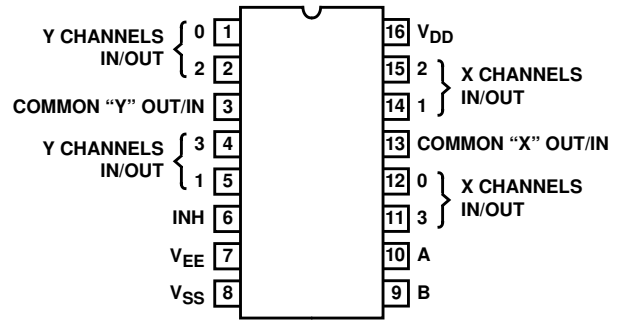 Y CHANNELS IN/OUT
0 1
2 2
COMMON “Y” OUT/IN 3
Y CHANNELS IN/OUT
3 4
1 5
INH 6
VEE 7
VSS 8
16 VDD
15 2
14 1
X CHANNELS IN/OUT
13 COMMON “X” OUT/IN
12 0
11 3
X CHANNELS IN/OUT
10 A
9 B